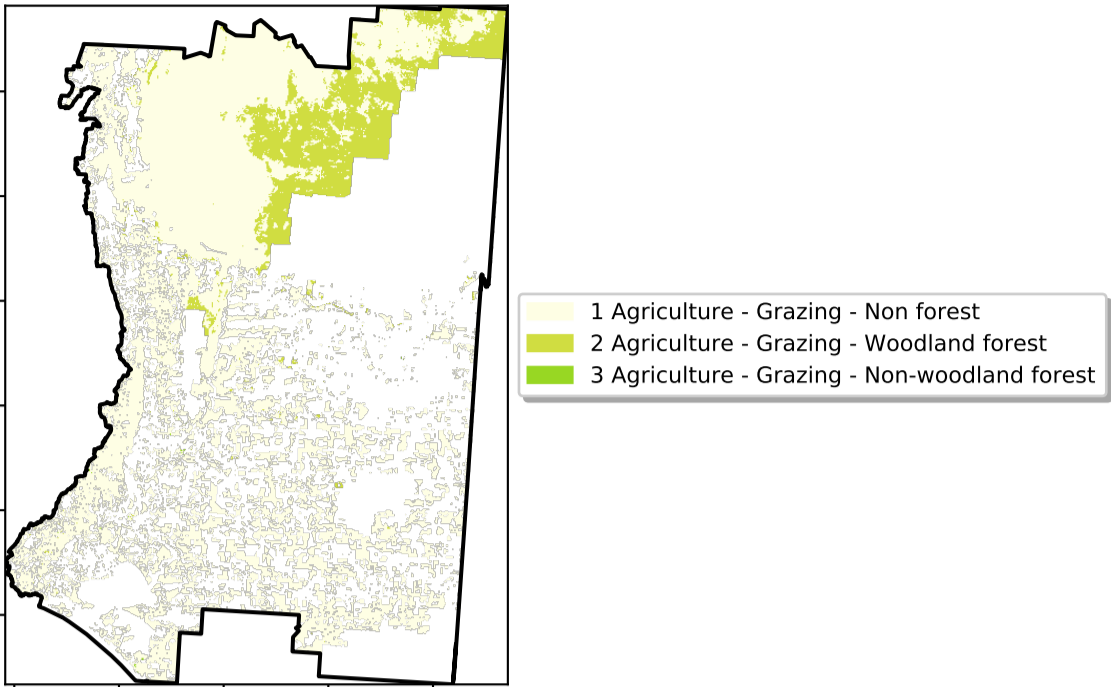 1 Agriculture - Grazing - Non forest
2 Agriculture - Grazing - Woodland forest
3 Agriculture - Grazing - Non-woodland forest